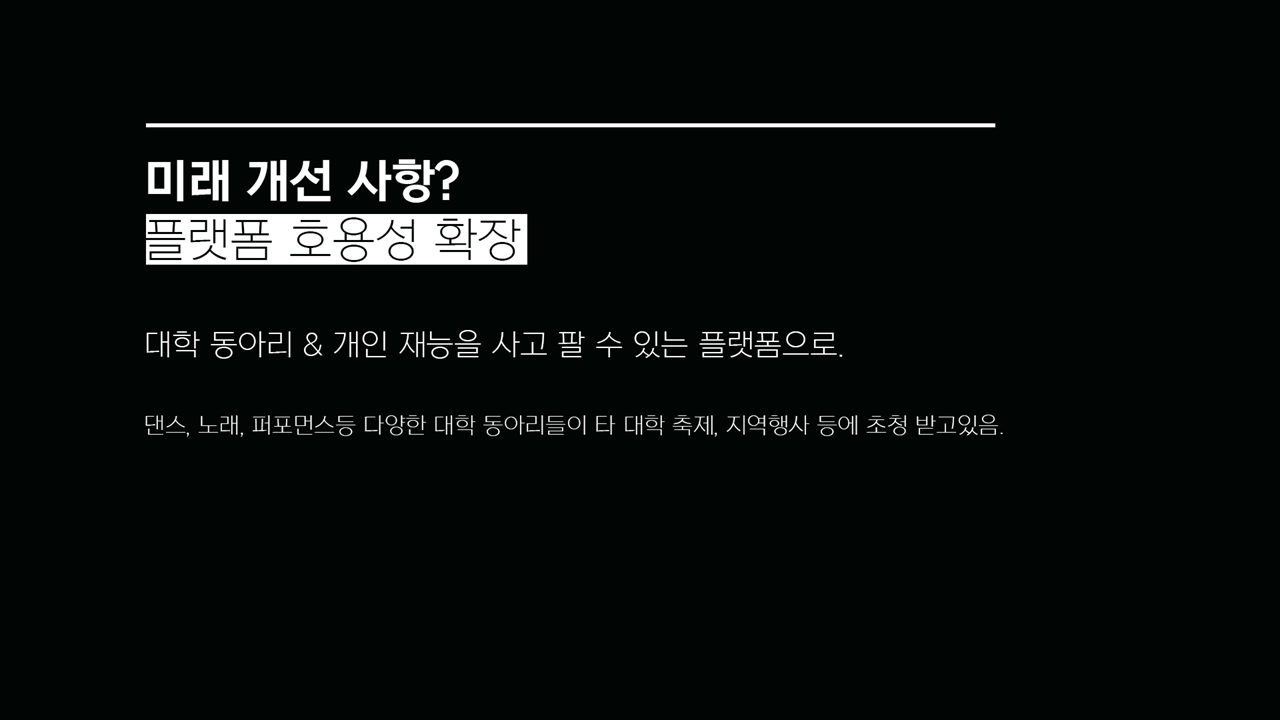 미래 개선 사항?
플랫폼 호용성 확장
대학 동아리 & 개인 재능을 사고 팔 수 있는 플랫폼으로.
댄스, 노래, 퍼포먼스등 다양한 대학 동아리들이 타 대학 축제, 지역행사 등에 초청 받고있음.